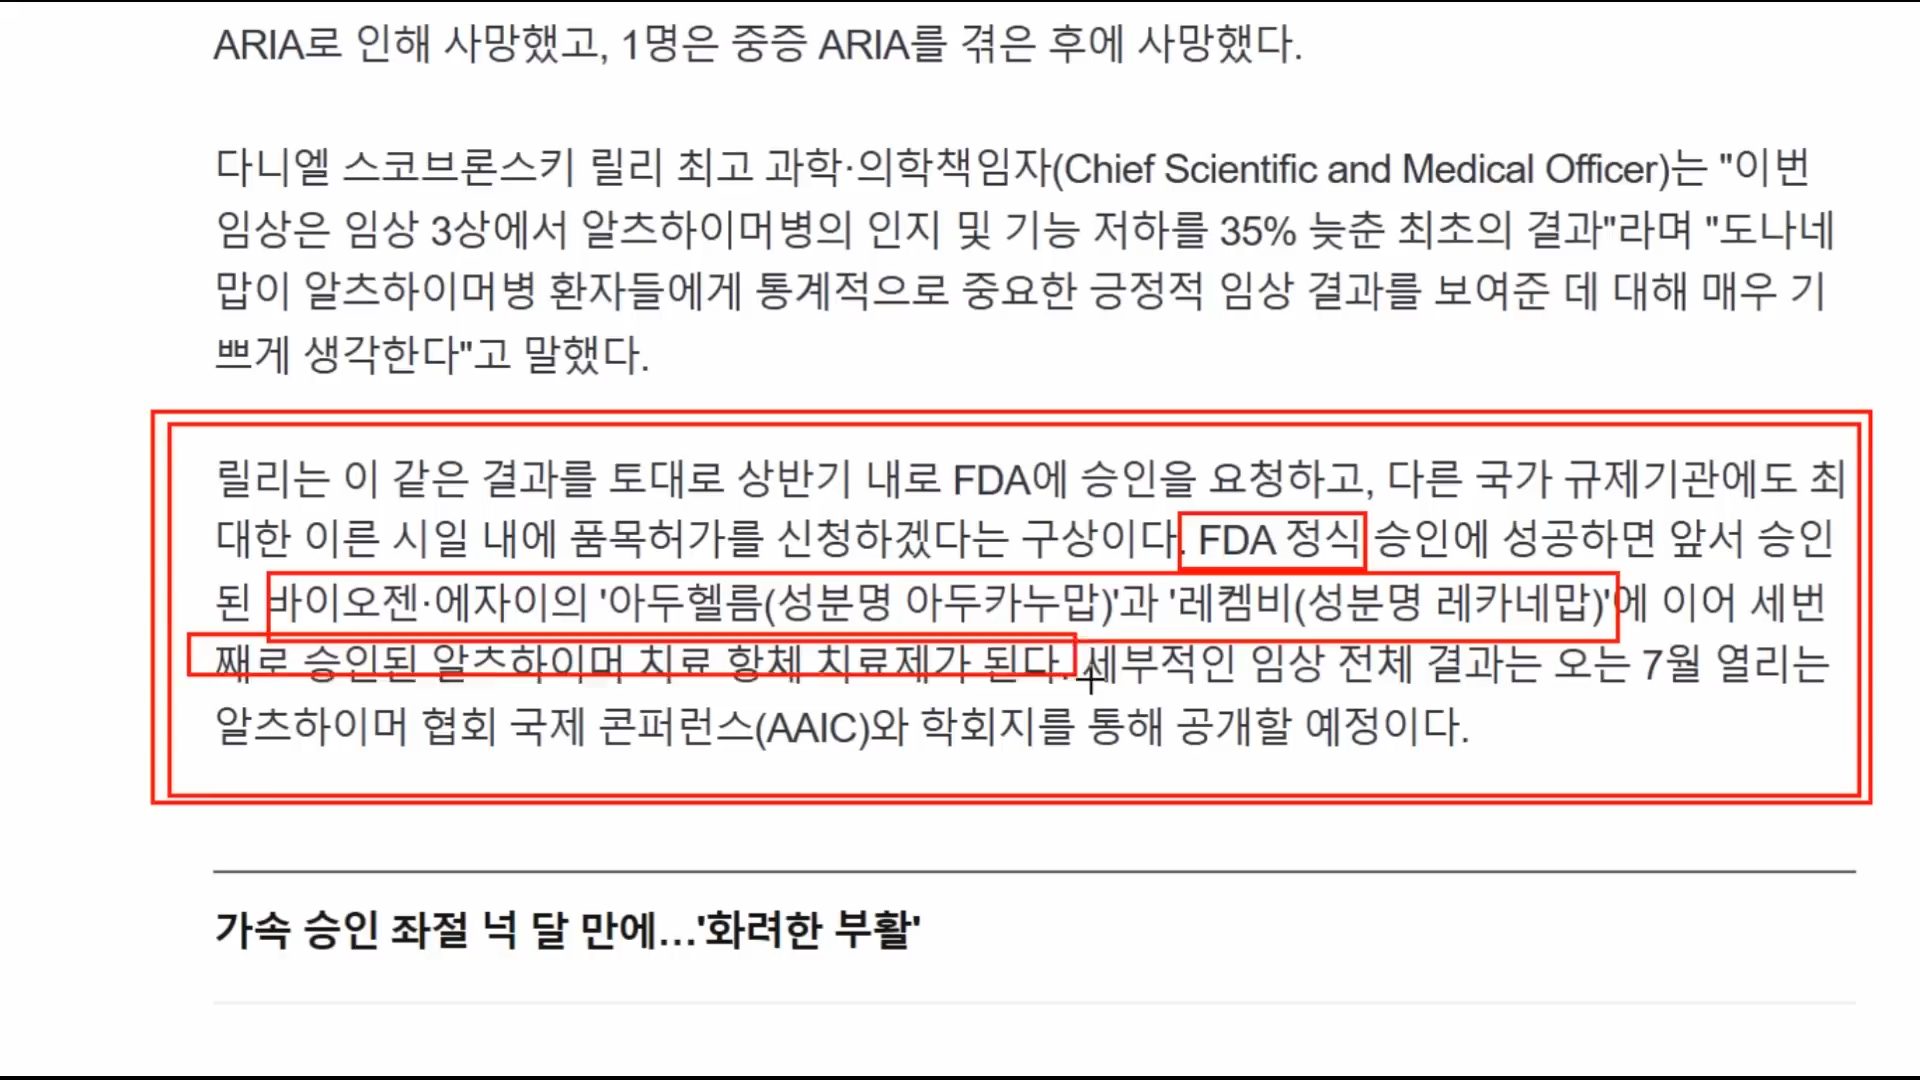 ARIA로 인해 사망했고, 1명은 중증 ARIA를 겪은 후에 사망했다.
다니엘 스코브론스키 릴리 최고 과학·의학책임자(Chief Scientific and Medical Officer)는 "이번
임상은 임상 3상에서 알츠하이머병의 인지 및 기능 저하를 35% 늦춘 최초의 결과"라며 "도나네
맙이 알츠하이머병 환자들에게 통계적으로 중요한 긍정적 임상 결과를 보여준 데 대해 매우 기
쁘게 생각한다"고 말했다.
릴리는 이 같은 결과를 토대로 상반기 내로 FDA에 승인을 요청하고, 다른 국가 규제기관에도 최
대한 이른 시일 내에 품목허가를 신청하겠다는 구상이다. FDA 정식 승인에 성공하면 앞서 승인
된 바이오젠·에자이의 '아두헬름(성분명 아두카누맙)'과 '레켐비(성분명 레카네맙)'에 이어 세번
째로 승인된 알츠하이머 치료 항체 치료제가 된다. 세부적인 임상 전체 결과는 오는 7월 열리는
알츠하이머 협회 국제 콘퍼런스(AAIC)와 학회지를 통해 공개할 예정이다.
가속 승인 좌절 넉 달 만에...'화려한 부활'